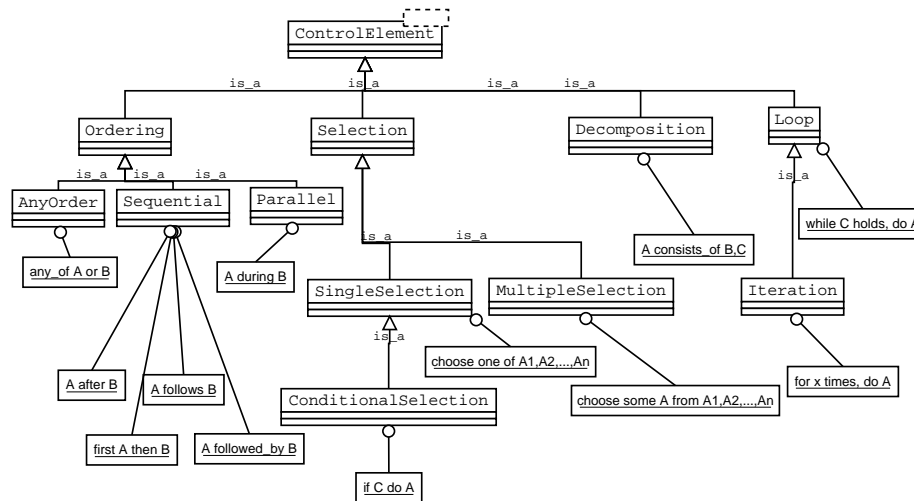 ControlElement
is_a
is_a
is_a
is_a
Ordering
Selection
Decomposition
Loop
is_a
is_a
is_a
is_a
AnyOrder
Sequential
Parallel
while C holds, do A
any_of A or B
A during B
A consists_of B,C
is_a
is_a
SingleSelection
MultipleSelection
Iteration
is_a
choose one of A1,A2,...,An
A after B
A follows B
for x times, do A
ConditionalSelection
choose some A from A1,A2,...,An
first A then B
A followed_by B
if C do A